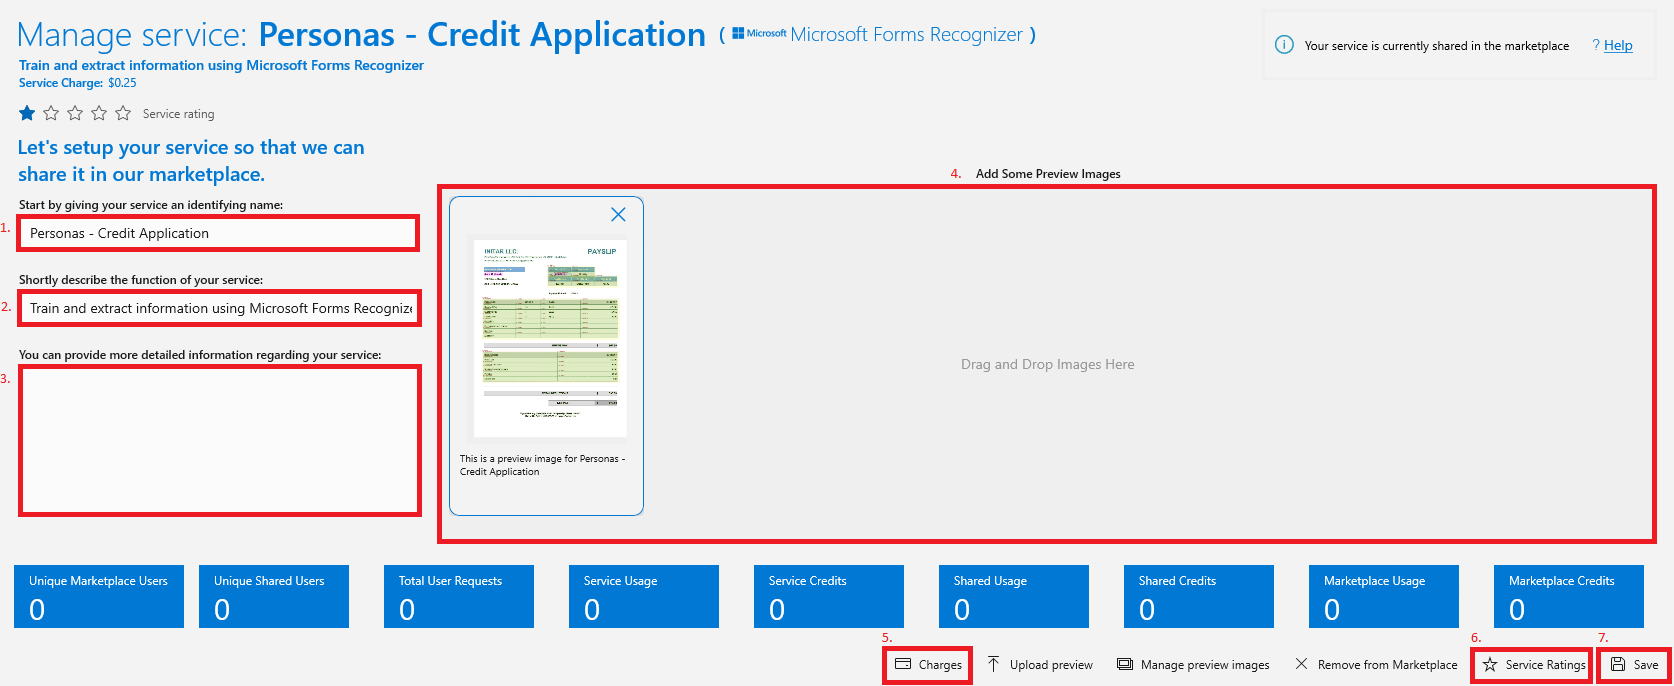 Manage service: Personas - Credit Application ( Microsoft Microsoft Forms Recognizer )
Your service is currently shared in the marketplace ? Help
Train and extract information using Microsoft Forms Recognizer
Service Charge: $0.25
Service rating
Let's setup your service so that we can
share it in our marketplace.
4. Add Some Preview Images
Start by giving your service an identifying name:
1. Personas - Credit Application
Shortly describe the function of your service:
2. Train and extract information using Microsoft Forms Recognize
You can provide more detailed information regarding your service:
3.
INITAR LLC. PAYSLIP
Drag and Drop Images Here
This is a preview image for Personas -
Credit Application
Unique Marketplace Users
0
Unique Shared Users
0
Total User Requests
0
Service Usage
0
Service Credits
0
Shared Usage
0
Shared Credits
0
Marketplace Usage
0
Marketplace Credits
0
5. 6. 7.
Charges Upload preview Manage preview images Remove from Marketplace Service Ratings Save